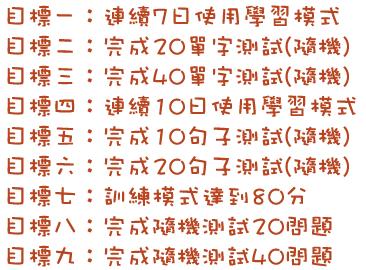 目標一：連續7日使用學習模式
目標二：完成20單字測試(隨機)
目標三：完成40單字測試(隨機)
目標四：連續10日使用學習模式
目標五：完成10句子測試(隨機)
目標六：完成20句子測試(隨機)
目標七：訓練模式達到80分
目標八：完成隨機測試20問題
目標九：完成隨機測試40問題